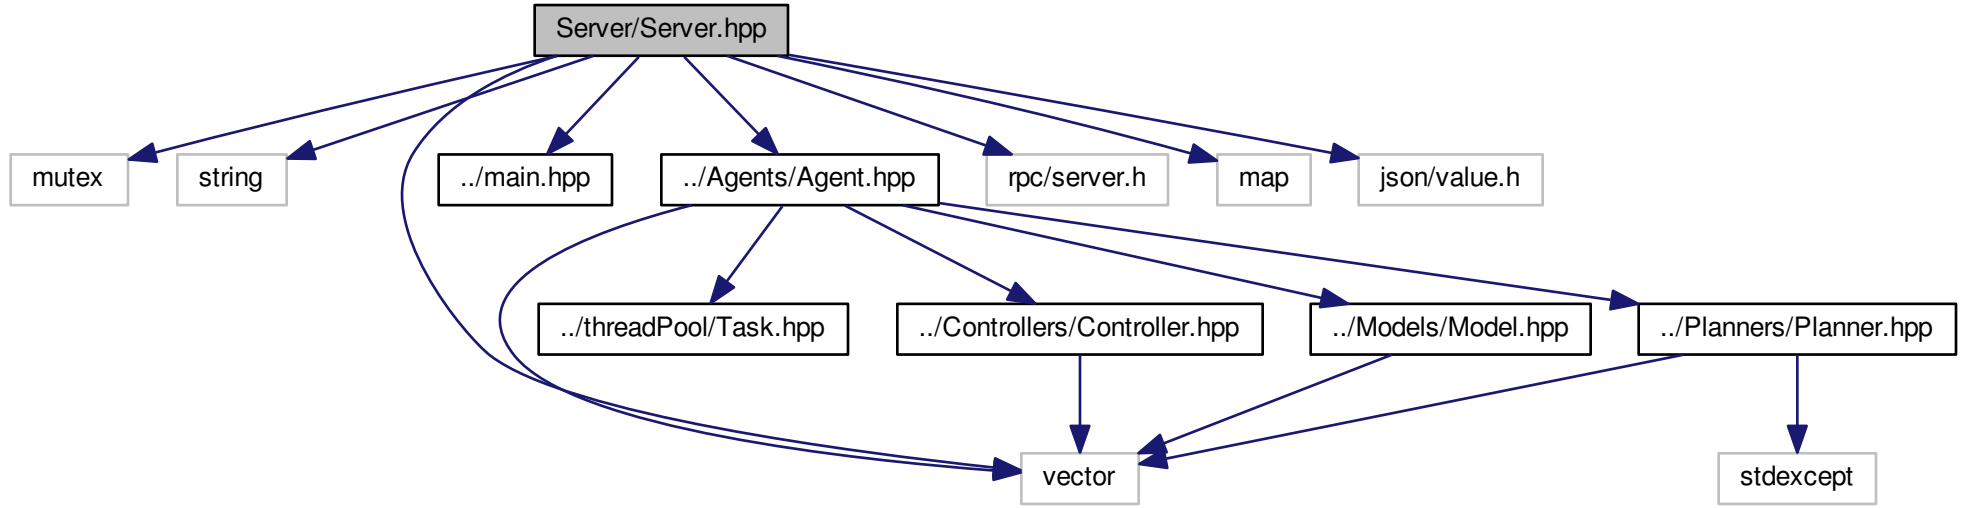 Server/Server.hpp
mutex
string
../main.hpp
../Agents/Agent.hpp
rpc/server.h
map
json/value.h
../threadPool/Task.hpp
../Controllers/Controller.hpp
../Models/Model.hpp
../Planners/Planner.hpp
vector
stdexcept